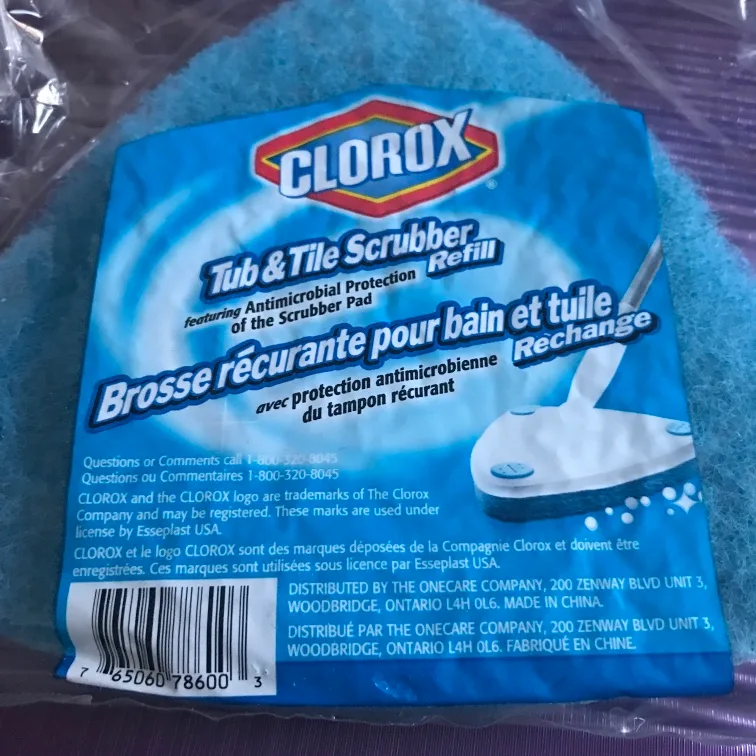 CLOROX
Tub & Tile Scrubber
Refill
featuring Antimicrobial Protection
of the Scrubber Pad
Brosse récurante pour bain et tuile
Rechange
avec protection antimicrobienne
du tampon récurant
Questions or Comments call 1-800-320-8045
Questions ou Commentaires 1-800-320-8045
CLOROX and the CLOROX logo are trademarks of The Clorox
Company and may be registered. These marks are used under
license by Esseplast USA.
CLOROX et le logo CLOROX sont des marques déposées de la Compagnie Clorox et doivent être
enregistrées. Ces marques sont utilisées sous licence par Esseplast USA.
DISTRIBUTED BY THE ONECARE COMPANY, 200 ZENWAY BLVD UNIT 3,
WOODBRIDGE, ONTARIO L4H 0L6. MADE IN CHINA.
DISTRIBUÉ PAR THE ONECARE COMPANY, 200 ZENWAY BLVD UNIT 3,
WOODBRIDGE, ONTARIO L4H 0L6. FABRIQUÉ EN CHINE.
7 65060 78600 3